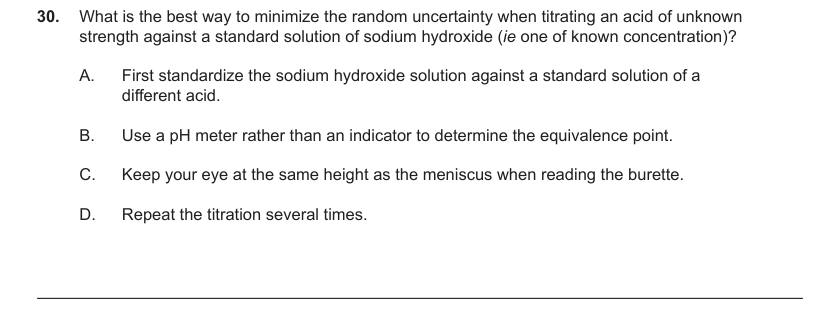 30. What is the best way to minimize the random uncertainty when titrating an acid of unknown
strength against a standard solution of sodium hydroxide (ie one of known concentration)?
A. First standardize the sodium hydroxide solution against a standard solution of a
different acid.
B. Use a pH meter rather than an indicator to determine the equivalence point.
C. Keep your eye at the same height as the meniscus when reading the burette.
D. Repeat the titration several times.